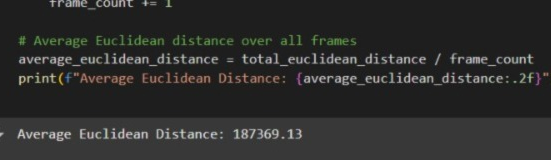 frame_count += 1
# Average Euclidean distance over all frames
average_euclidean_distance = total_euclidean_distance / frame_count
print(f"Average Euclidean Distance: {average_euclidean_distance:.2f}"
Average Euclidean Distance: 187369.13